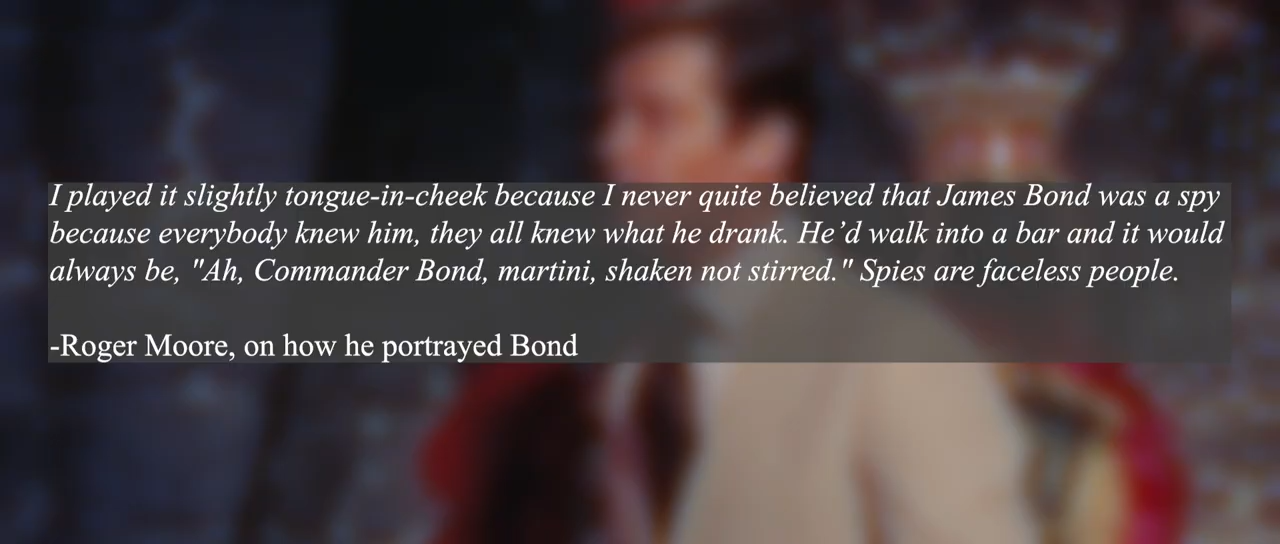 I played it slightly tongue-in-cheek because I never quite believed that James Bond was a spy
because everybody knew him, they all knew what he drank. He’d walk into a bar and it would
always be, "Ah, Commander Bond, martini, shaken not stirred." Spies are faceless people.
-Roger Moore, on how he portrayed Bond